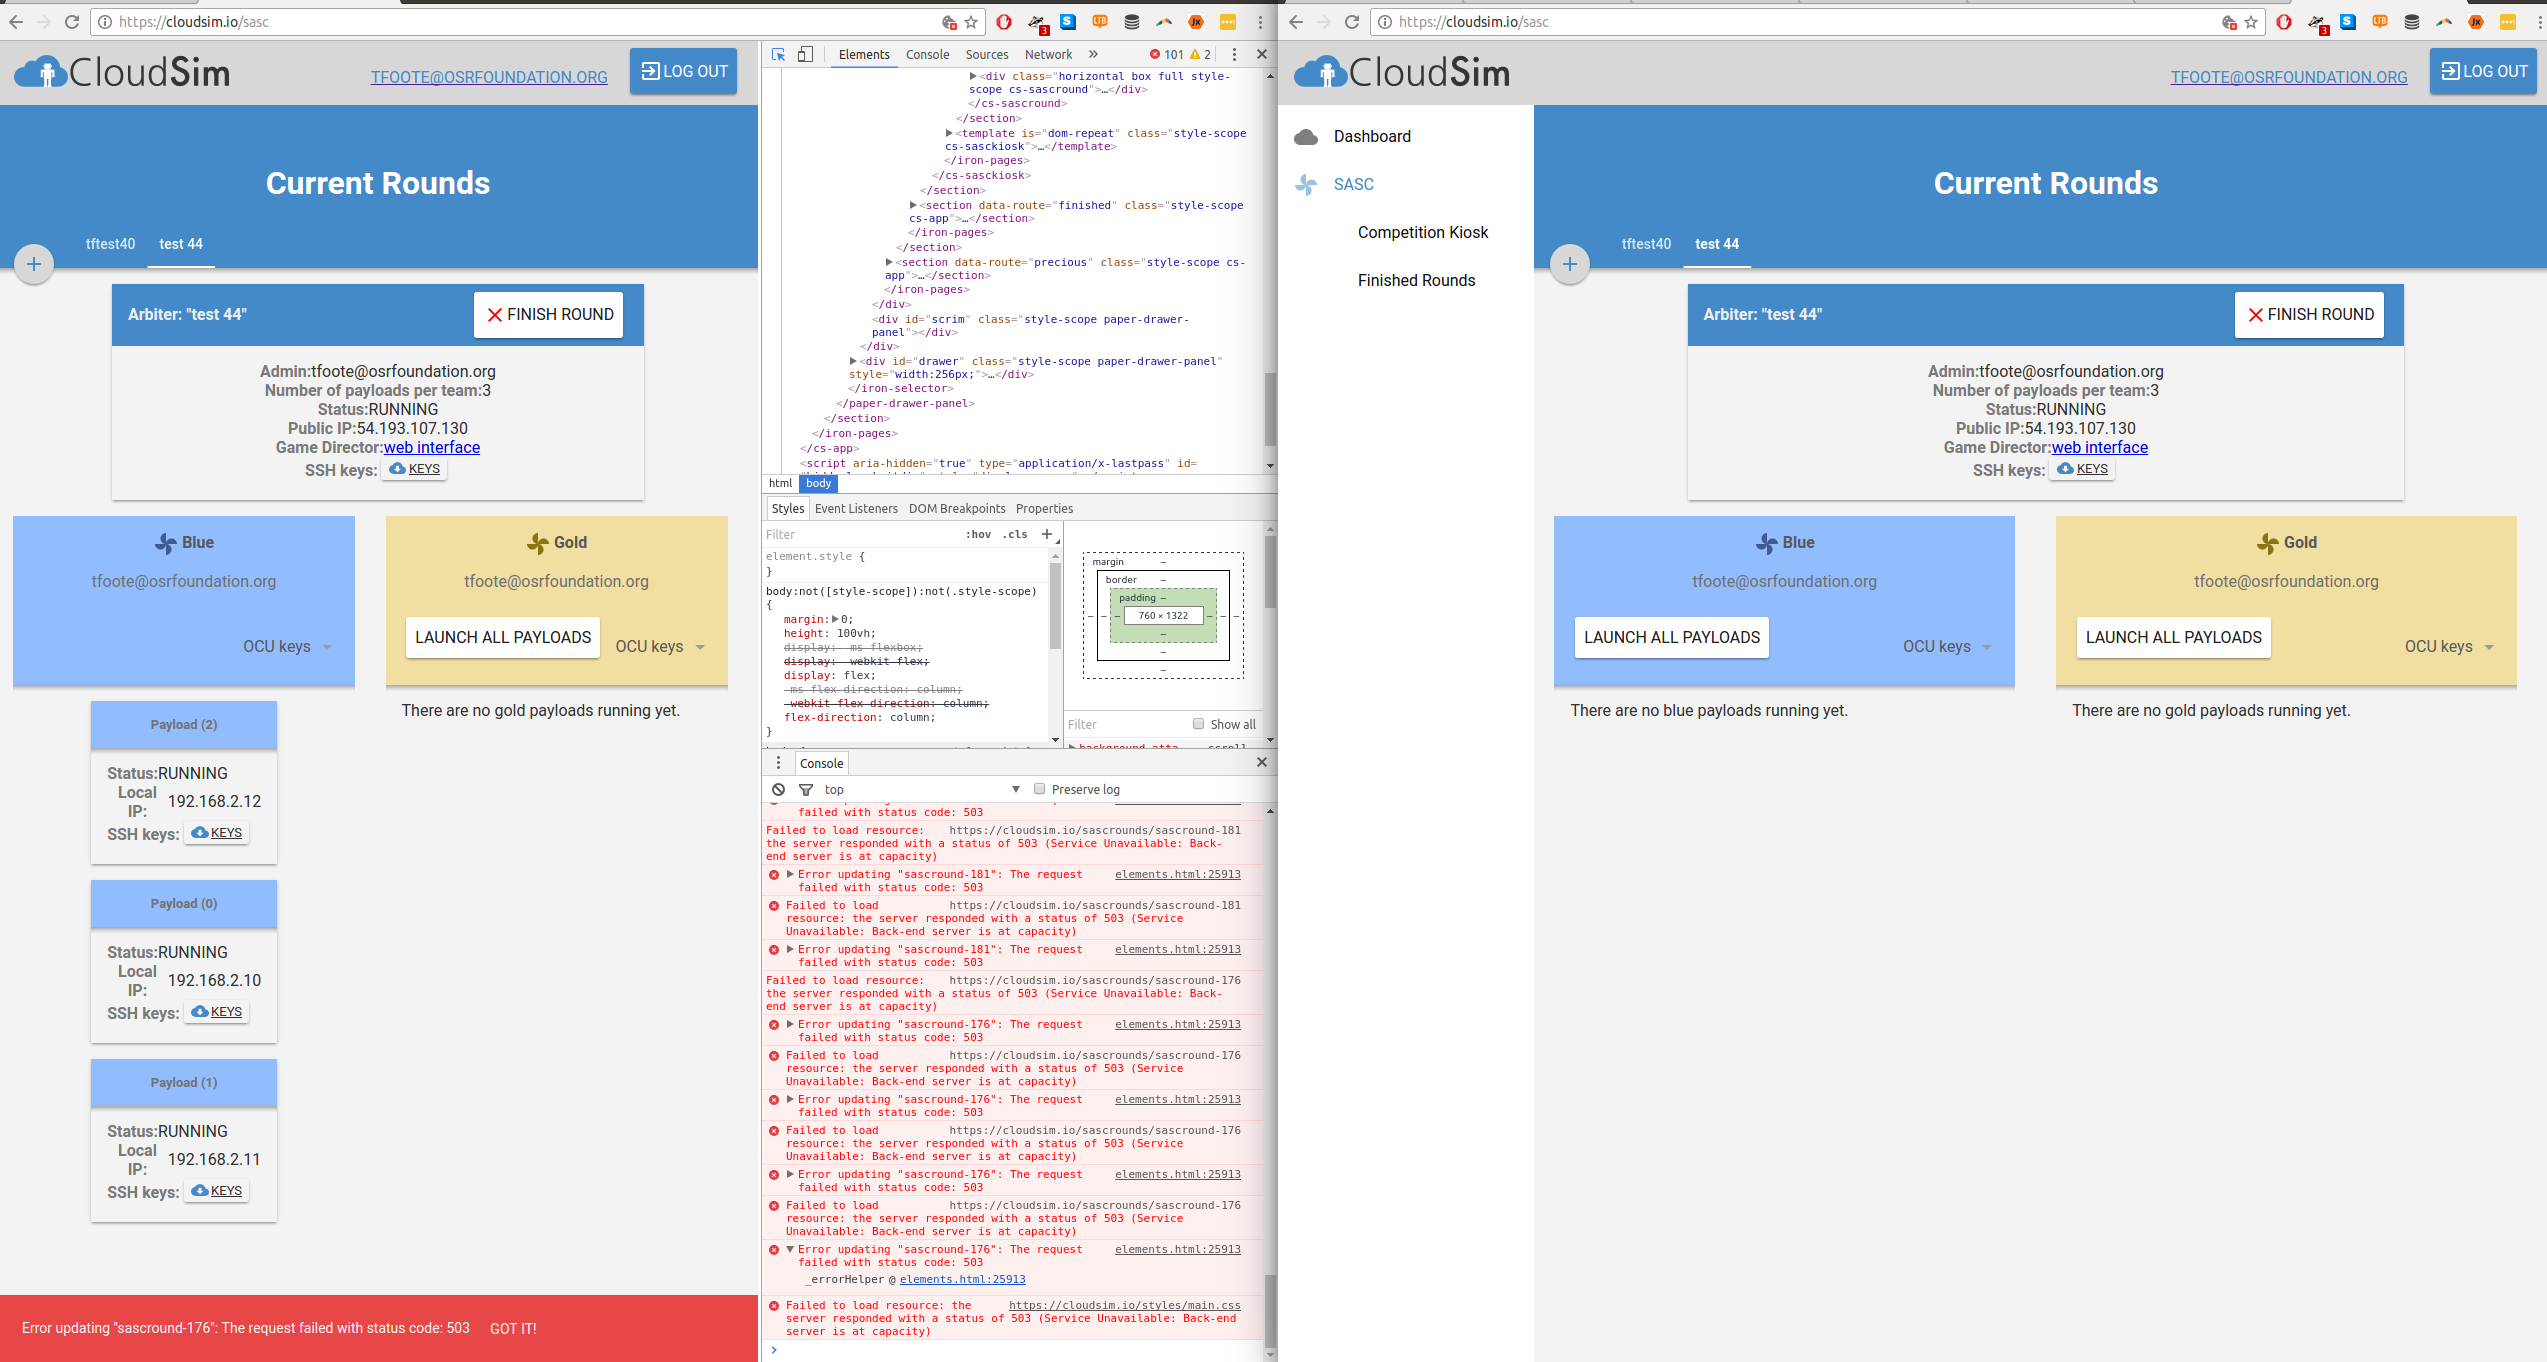 https://cloudsim.io/sasc
3
CloudSim
TFOOTE@OSRFOUNDATION.ORG
LOG OUT
Current Rounds
tftest40
test 44
+
Arbiter: "test 44"
FINISH ROUND
Admin:tfoote@osrfoundation.org
Number of payloads per team:3
Status:RUNNING
Public IP:54.193.107.130
Game Director:web interface
SSH keys: KEYS
Blue
tfoote@osrfoundation.org
OCU keys
Gold
tfoote@osrfoundation.org
LAUNCH ALL PAYLOADS
OCU keys
There are no gold payloads running yet.
Payload (2)
Status:RUNNING
Local
IP:
192.168.2.12
SSH keys: KEYS
Payload (0)
Status:RUNNING
Local
IP:
192.168.2.10
SSH keys: KEYS
Payload (1)
Status:RUNNING
Local
IP:
192.168.2.11
SSH keys: KEYS
Error updating "sascround-176": The request failed with status code: 503 GOT IT!
Elements Console Sources Network » 101 2
<div class="horizontal box full style-
scope cs-sascround">…</div>
</cs-sascround>
</section>
<template is="dom-repeat" class="style-scope
cs-sasckiosk">…</template>
</iron-pages>
</cs-sasckiosk>
</section>
<section data-route="finished" class="style-scope
cs-app">…</section>
</iron-pages>
</section>
<section data-route="precious" class="style-scope cs-
app">…</section>
</iron-pages>
</div>
<div id="scrim" class="style-scope paper-drawer-
panel"></div>
</div>
<div id="drawer" class="style-scope paper-drawer-panel"
style="width:256px;">…</div>
</iron-selector>
</paper-drawer-panel>
</section>
</iron-pages>
</cs-app>
<script aria-hidden="true" type="application/x-lastpass" id=
html body
Styles Event Listeners DOM Breakpoints Properties
Filter :hov .cls +
element.style {
}
body:not([style-scope]):not(.style-scope)
{
margin: 0;
height: 100vh;
display: -ms-flexbox;
display: -webkit-flex;
display: flex;
-ms-flex-direction: column;
-webkit-flex-direction: column;
flex-direction: column;
}
margin –
border –
padding –
– – – 760 × 1322 – – –
–
–
–
Filter Show all
Console
top Preserve log
failed with status code: 503
Failed to load resource: https://cloudsim.io/sascrounds/sascround-181
the server responded with a status of 503 (Service Unavailable: Back-
end server is at capacity)
Error updating "sascround-181": The request elements.html:25913
failed with status code: 503
Failed to load https://cloudsim.io/sascrounds/sascround-181
resource: the server responded with a status of 503 (Service
Unavailable: Back-end server is at capacity)
Error updating "sascround-181": The request elements.html:25913
failed with status code: 503
Failed to load resource: https://cloudsim.io/sascrounds/sascround-176
the server responded with a status of 503 (Service Unavailable: Back-
end server is at capacity)
Error updating "sascround-176": The request elements.html:25913
failed with status code: 503
Failed to load https://cloudsim.io/sascrounds/sascround-176
resource: the server responded with a status of 503 (Service
Unavailable: Back-end server is at capacity)
Error updating "sascround-176": The request elements.html:25913
failed with status code: 503
Failed to load https://cloudsim.io/sascrounds/sascround-176
resource: the server responded with a status of 503 (Service
Unavailable: Back-end server is at capacity)
Error updating "sascround-176": The request elements.html:25913
failed with status code: 503
Failed to load https://cloudsim.io/sascrounds/sascround-176
resource: the server responded with a status of 503 (Service
Unavailable: Back-end server is at capacity)
Error updating "sascround-176": The request elements.html:25913
failed with status code: 503
_errorHelper @ elements.html:25913
Failed to load resource: the https://cloudsim.io/styles/main.css
server responded with a status of 503 (Service Unavailable: Back-end
server is at capacity)
https://cloudsim.io/sasc
3
CloudSim
TFOOTE@OSRFOUNDATION.ORG
LOG OUT
Dashboard
SASC
Competition Kiosk
Finished Rounds
Current Rounds
tftest40
test 44
+
Arbiter: "test 44"
FINISH ROUND
Admin:tfoote@osrfoundation.org
Number of payloads per team:3
Status:RUNNING
Public IP:54.193.107.130
Game Director:web interface
SSH keys: KEYS
Blue
tfoote@osrfoundation.org
LAUNCH ALL PAYLOADS
OCU keys
There are no blue payloads running yet.
Gold
tfoote@osrfoundation.org
LAUNCH ALL PAYLOADS
OCU keys
There are no gold payloads running yet.